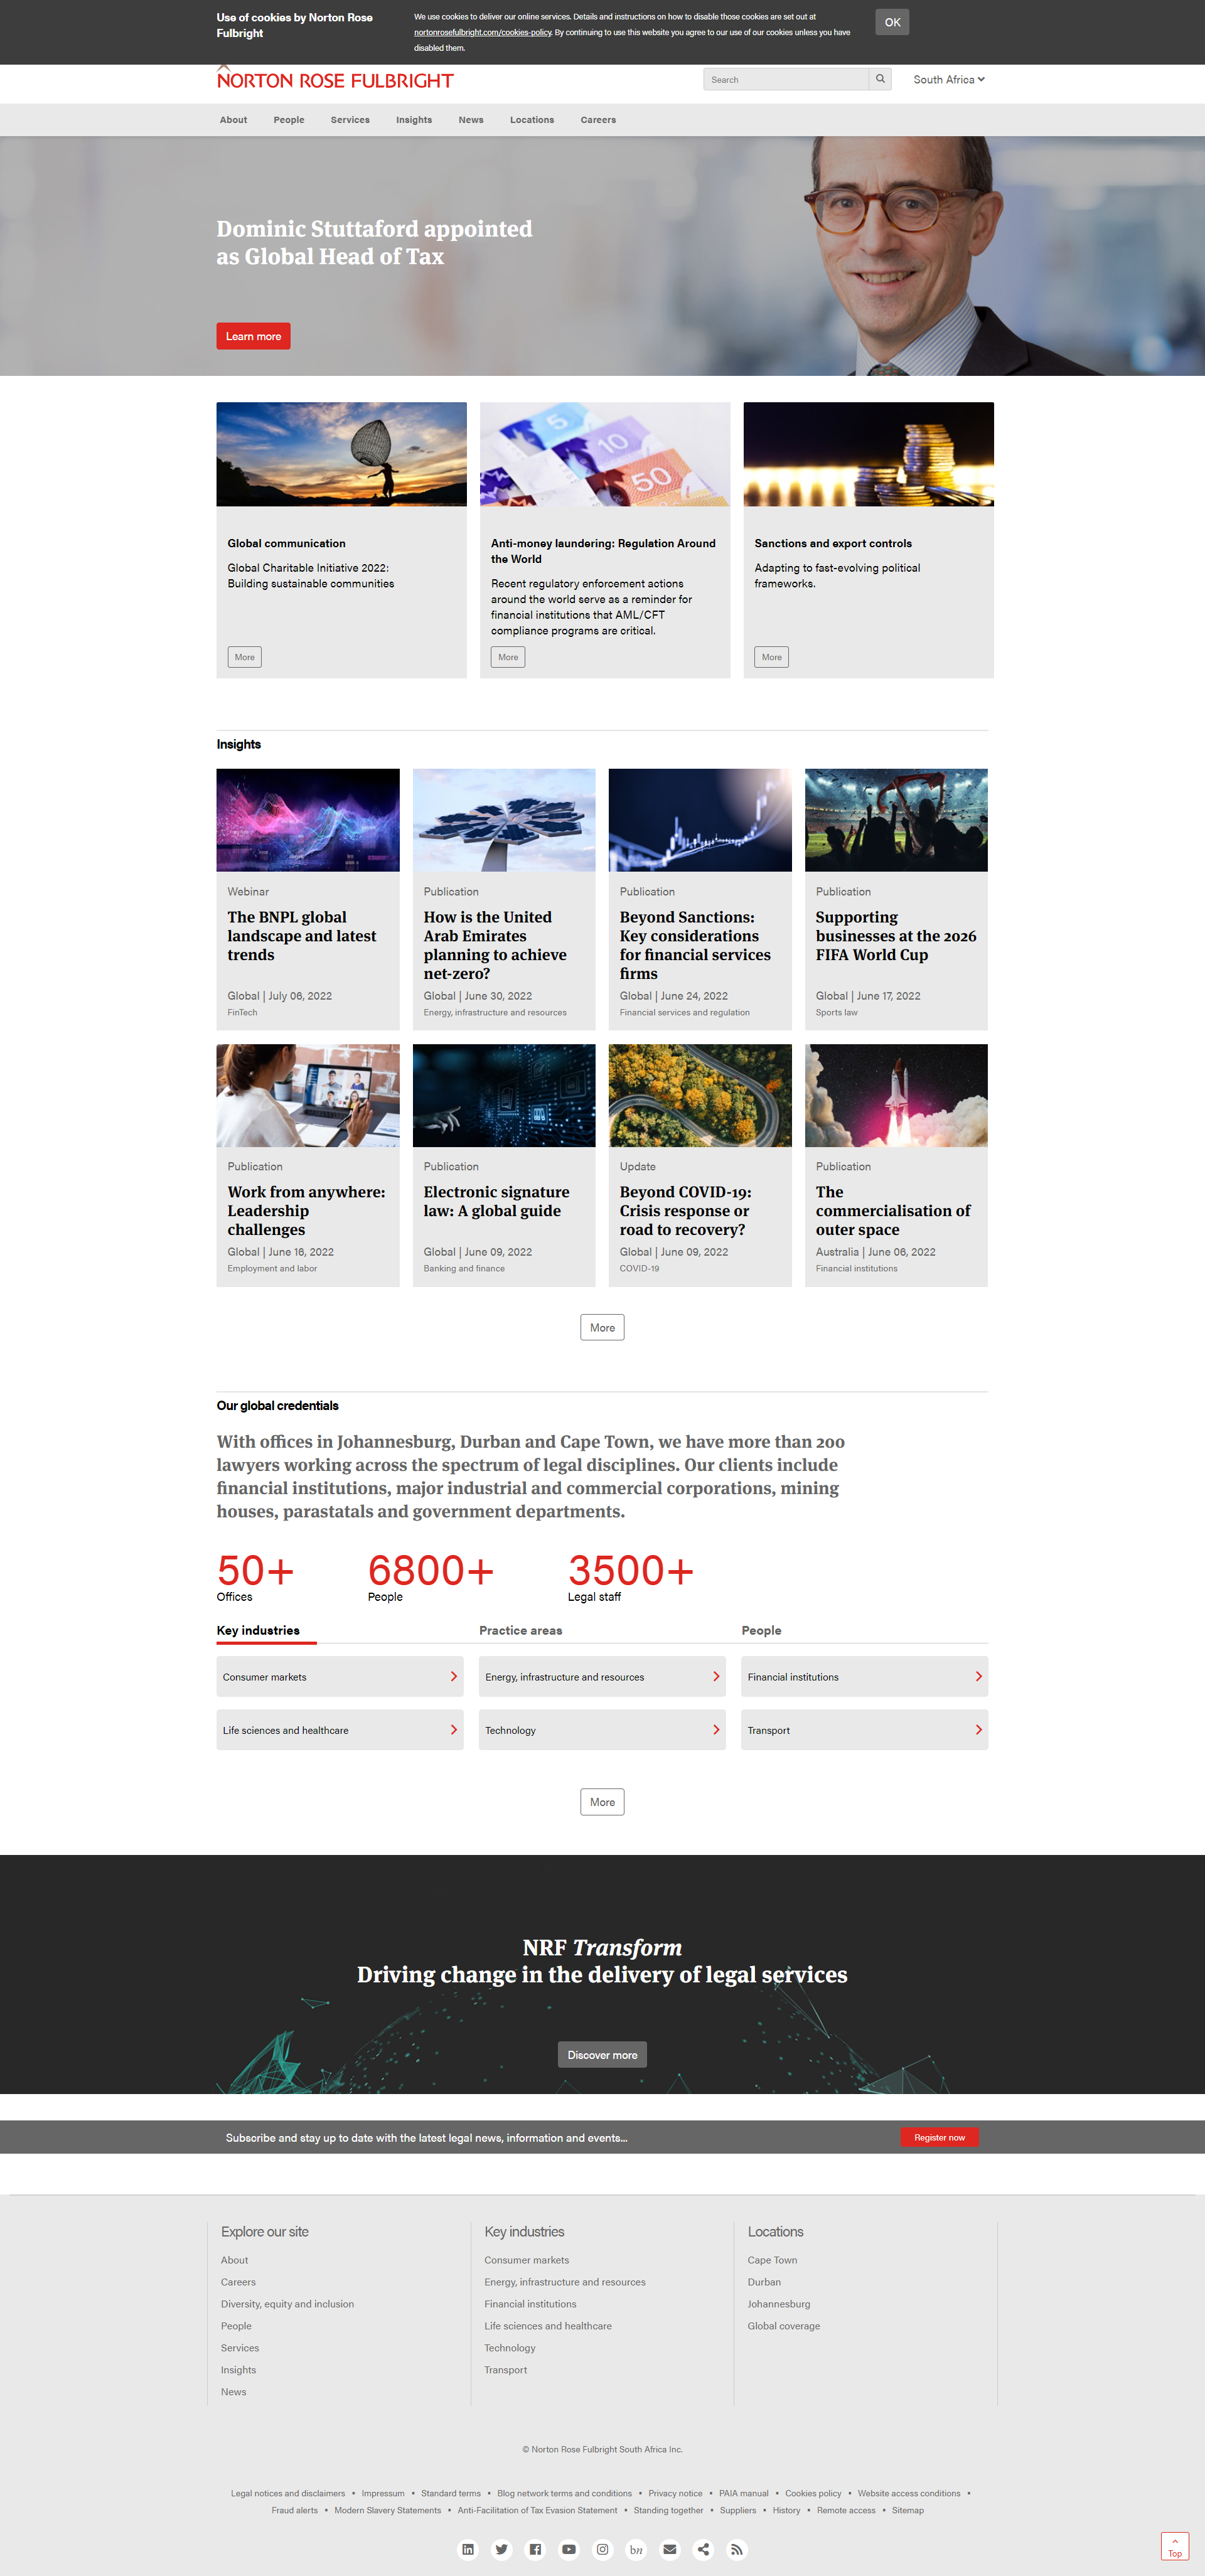 Use of cookies by Norton Rose
Fulbright
We use cookies to deliver our online services. Details and instructions on how to disable those cookies are set out at
nortonrosefulbright.com/cookies-policy. By continuing to use this website you agree to our use of our cookies unless you have
disabled them.
OK
NORTON ROSE FULBRIGHT
Search
South Africa
About People Services Insights News Locations Careers
Dominic Stuttaford appointed
as Global Head of Tax
Learn more
5
10
50
Global communication
Global Charitable Initiative 2022:
Building sustainable communities
More
Anti-money laundering: Regulation Around
the World
Recent regulatory enforcement actions
around the world serve as a reminder for
financial institutions that AML/CFT
compliance programs are critical.
More
Sanctions and export controls
Adapting to fast-evolving political
frameworks.
More
Insights
Webinar
The BNPL global
landscape and latest
trends
Global | July 06, 2022
FinTech
Publication
How is the United
Arab Emirates
planning to achieve
net-zero?
Global | June 30, 2022
Energy, infrastructure and resources
Publication
Beyond Sanctions:
Key considerations
for financial services
firms
Global | June 24, 2022
Financial services and regulation
Publication
Supporting
businesses at the 2026
FIFA World Cup
Global | June 17, 2022
Sports law
Publication
Work from anywhere:
Leadership
challenges
Global | June 16, 2022
Employment and labor
Publication
Electronic signature
law: A global guide
Global | June 09, 2022
Banking and finance
Update
Beyond COVID-19:
Crisis response or
road to recovery?
Global | June 09, 2022
COVID-19
Publication
The
commercialisation of
outer space
Australia | June 06, 2022
Financial institutions
More
Our global credentials
With offices in Johannesburg, Durban and Cape Town, we have more than 200
lawyers working across the spectrum of legal disciplines. Our clients include
financial institutions, major industrial and commercial corporations, mining
houses, parastatals and government departments.
50+
Offices
6800+
People
3500+
Legal staff
Key industries Practice areas People
Consumer markets
Energy, infrastructure and resources
Financial institutions
Life sciences and healthcare
Technology
Transport
More
NRF Transform
Driving change in the delivery of legal services
Discover more
Subscribe and stay up to date with the latest legal news, information and events...
Register now
Explore our site
About
Careers
Diversity, equity and inclusion
People
Services
Insights
News
Key industries
Consumer markets
Energy, infrastructure and resources
Financial institutions
Life sciences and healthcare
Technology
Transport
Locations
Cape Town
Durban
Johannesburg
Global coverage
© Norton Rose Fulbright South Africa Inc.
Legal notices and disclaimers • Impressum • Standard terms • Blog network terms and conditions • Privacy notice • PAIA manual • Cookies policy • Website access conditions •
Fraud alerts • Modern Slavery Statements • Anti-Facilitation of Tax Evasion Statement • Standing together • Suppliers • History • Remote access • Sitemap
bn
Top